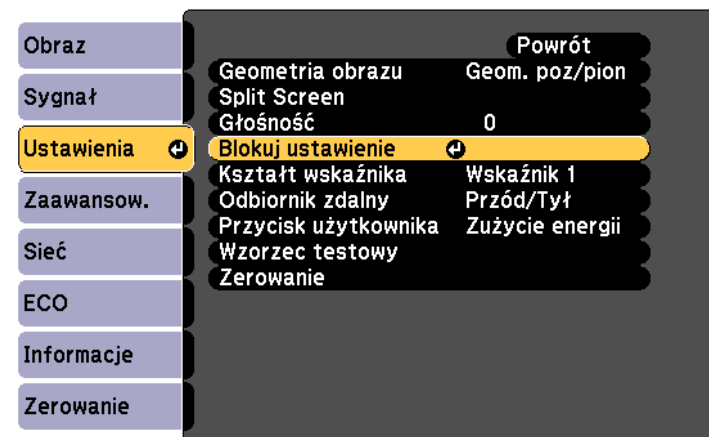 Obraz
Sygnał
Ustawienia
Zaawansow.
Sieć
ECO
Informacje
Zerowanie
Powrót
Geometria obrazu Geom. poz/pion
Split Screen
Głośność 0
Blokuj ustawienie
Kształt wskaźnika Wskaźnik 1
Odbiornik zdalny Przód/Tył
Przycisk użytkownika Zużycie energii
Wzorzec testowy
Zerowanie